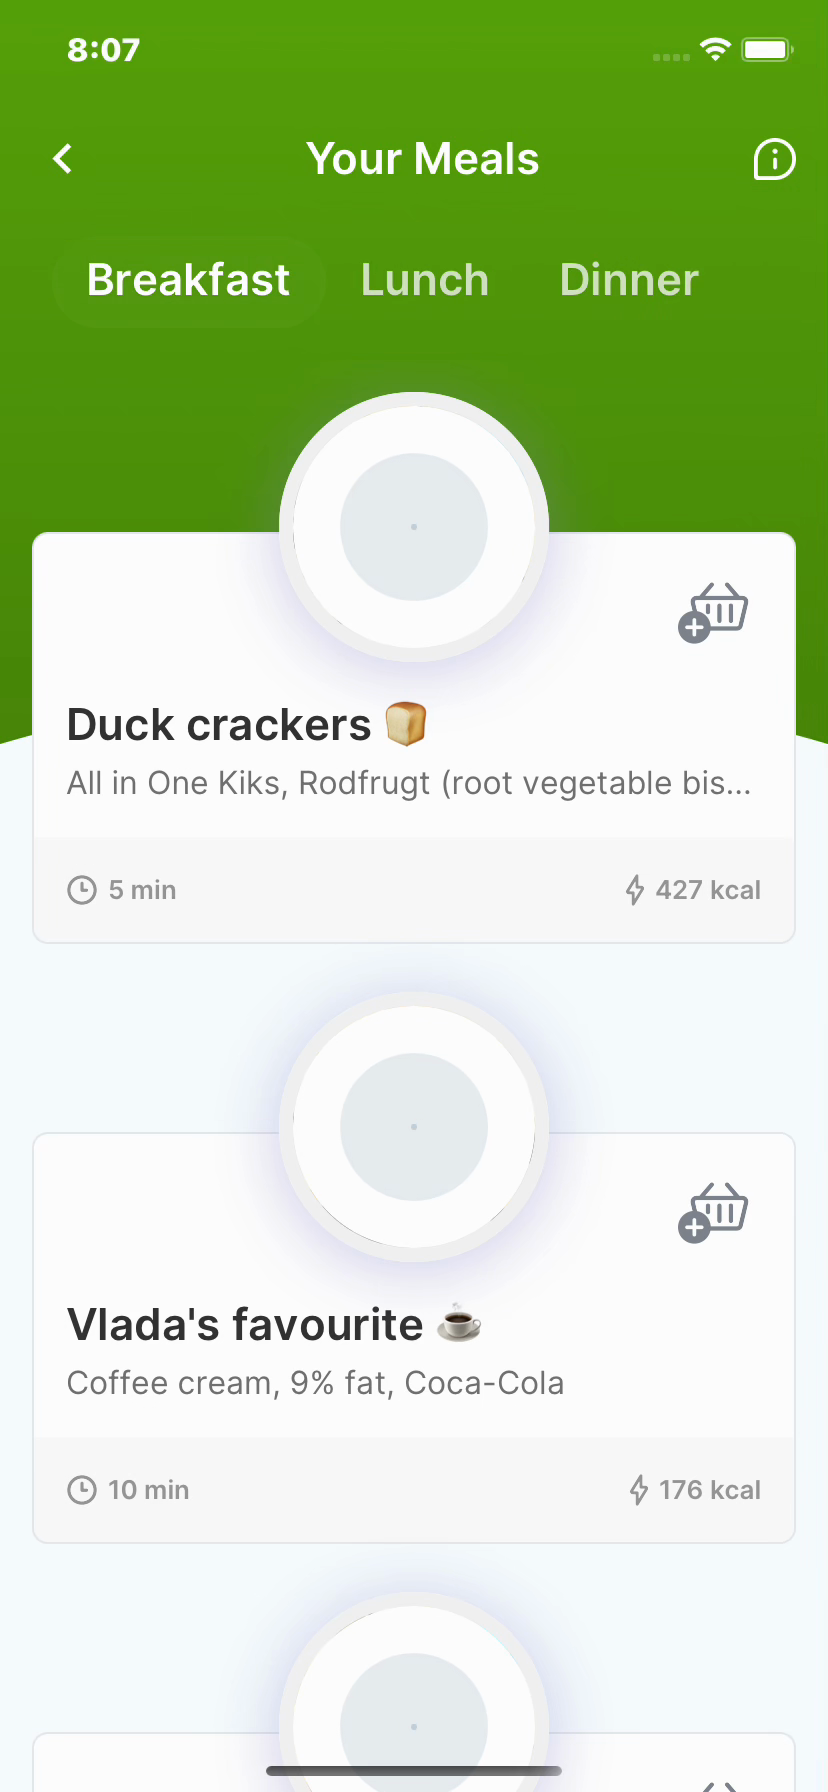 8:07
Your Meals
Breakfast Lunch Dinner
Duck crackers 🍞
All in One Kiks, Rodfrugt (root vegetable bis...
5 min 427 kcal
Vlada's favourite ☕
Coffee cream, 9% fat, Coca-Cola
10 min 176 kcal